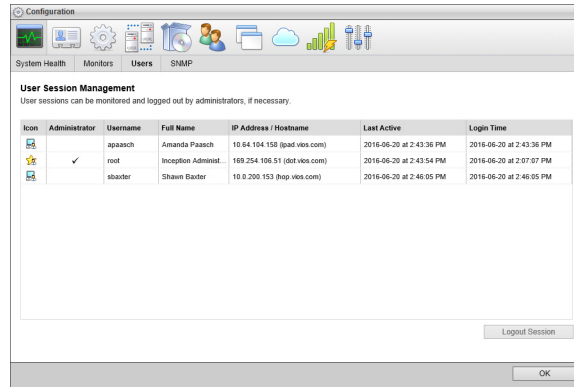 Configuration
System Health Monitors Users SNMP
User Session Management
User sessions can be monitored and logged out by administrators, if necessary.
Icon Administrator Username Full Name IP Address / Hostname Last Active Login Time
apaasch Amanda Paasch 10.64.104.158 (ipad.vios.com) 2016-06-20 at 2:43:36 PM 2016-06-20 at 2:43:36 PM
root Inception Administ... 169.254.106.51 (dot.vios.com) 2016-06-20 at 2:43:54 PM 2016-06-20 at 2:07:07 PM
sbaxter Shawn Baxter 10.0.200.153 (hop.vios.com) 2016-06-20 at 2:46:05 PM 2016-06-20 at 2:46:05 PM
Logout Session
OK